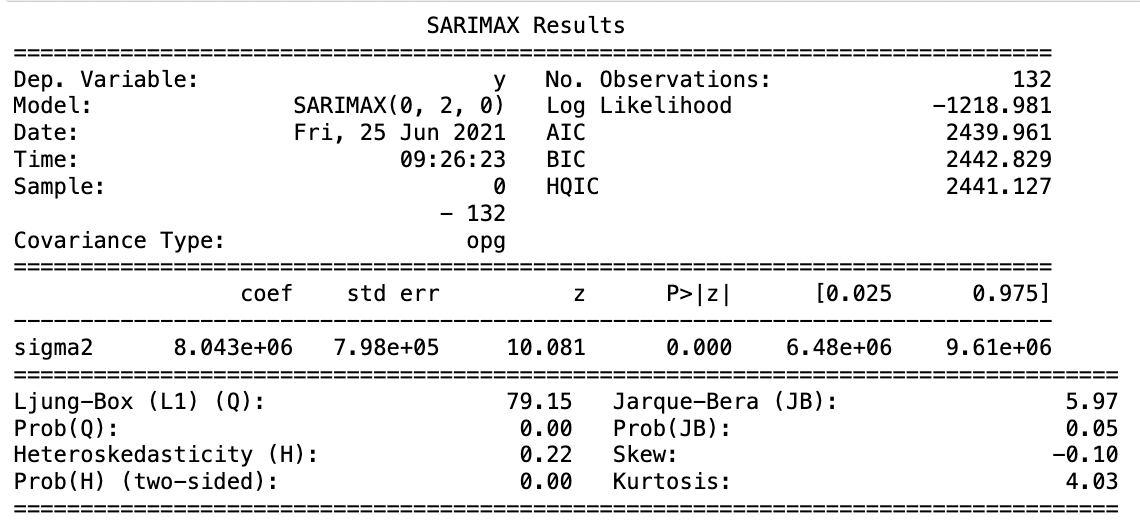 SARIMAX Results
==============================================================================
Dep. Variable:                      y   No. Observations:                  132
Model:               SARIMAX(0, 2, 0)   Log Likelihood               -1218.981
Date:                Fri, 25 Jun 2021   AIC                           2439.961
Time:                        09:26:23   BIC                           2442.829
Sample:                             0   HQIC                          2441.127
- 132
Covariance Type:                  opg
==============================================================================
coef    std err          z      P>|z|      [0.025      0.975]
------------------------------------------------------------------------------
sigma2      8.043e+06   7.98e+05     10.081      0.000    6.48e+06    9.61e+06
===================================================================================
Ljung-Box (L1) (Q):                  79.15   Jarque-Bera (JB):                 5.97
Prob(Q):                              0.00   Prob(JB):                         0.05
Heteroskedasticity (H):               0.22   Skew:                            -0.10
Prob(H) (two-sided):                  0.00   Kurtosis:                         4.03
===================================================================================